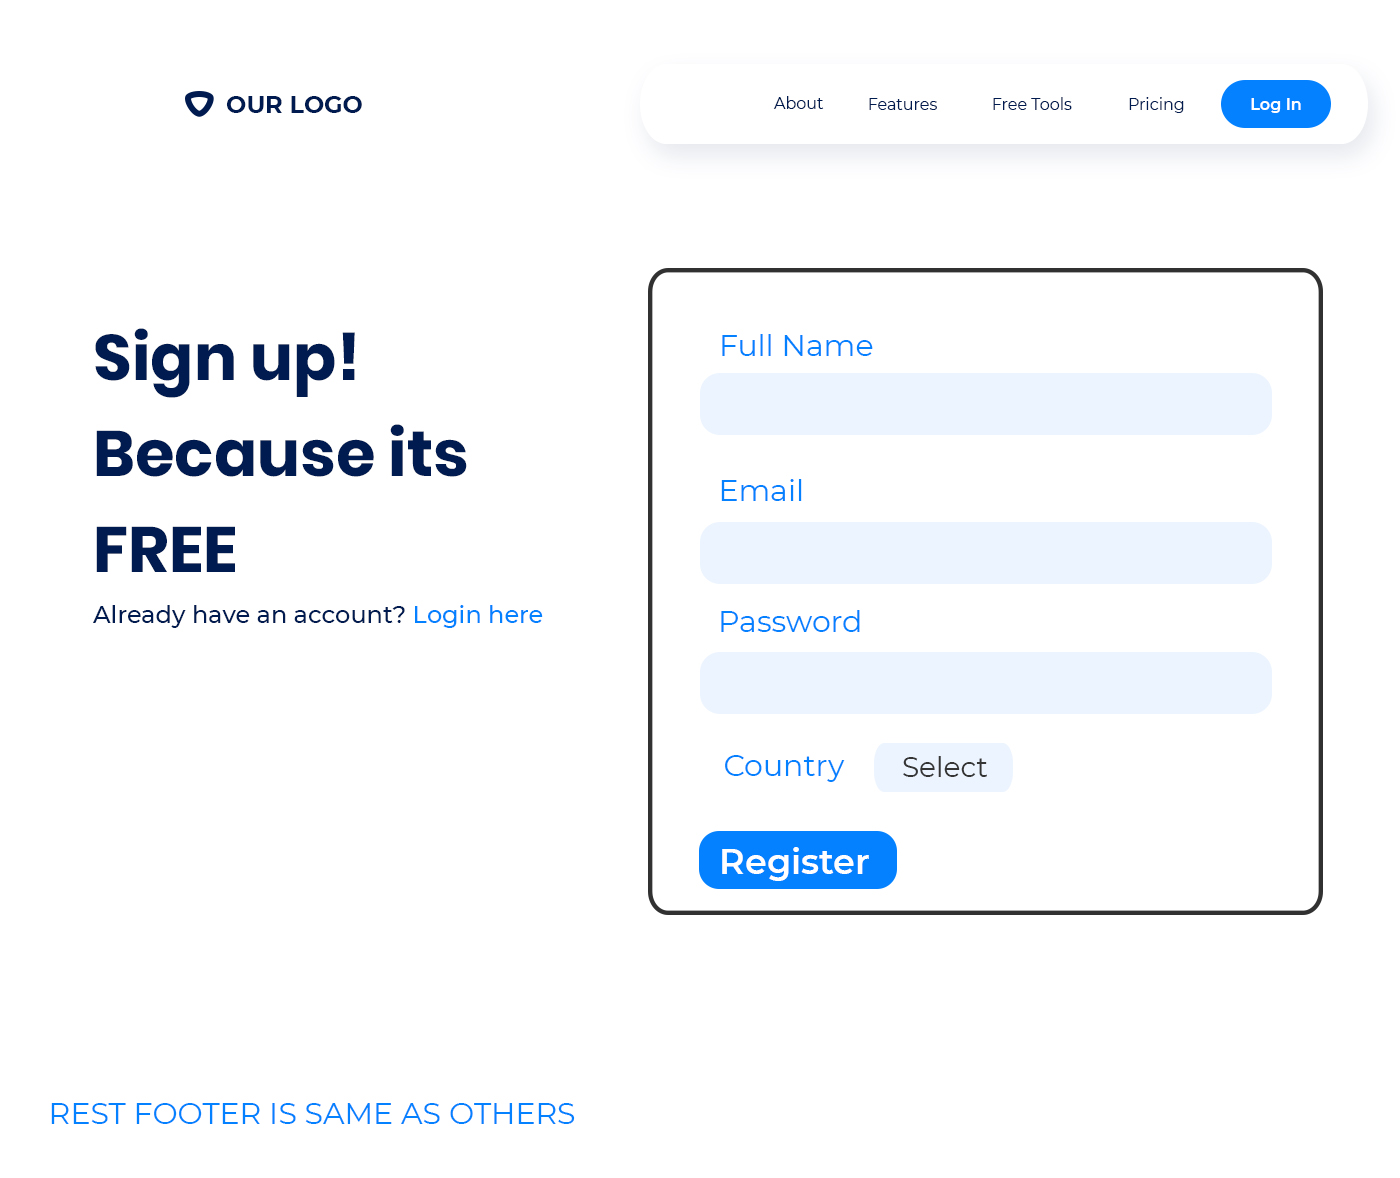 OUR LOGO
About Features Free Tools Pricing Log In
Sign up!
Because its
FREE
Already have an account? Login here
Full Name
Email
Password
Country Select
Register
REST FOOTER IS SAME AS OTHERS